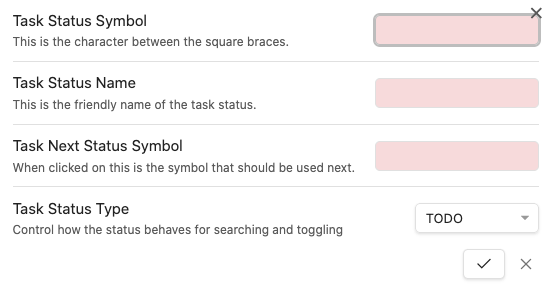 Task Status Symbol
This is the character between the square braces.
Task Status Name
This is the friendly name of the task status.
Task Next Status Symbol
When clicked on this is the symbol that should be used next.
Task Status Type
Control how the status behaves for searching and toggling
TODO